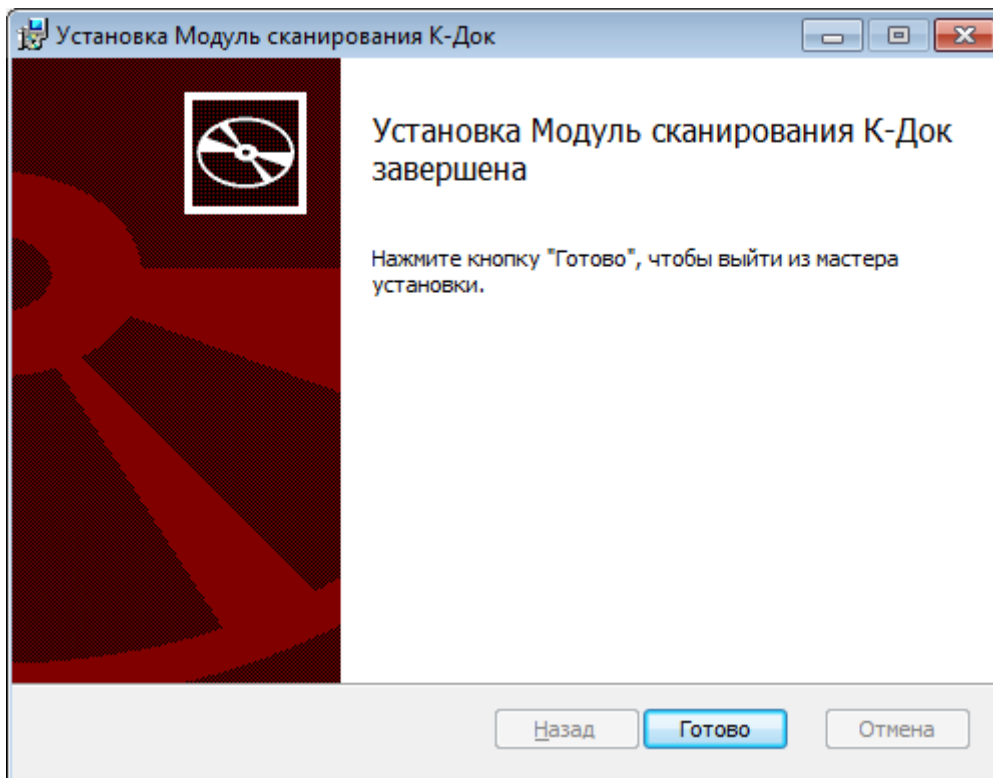 Установка Модуль сканирования К-Док
Установка Модуль сканирования К-Док
завершена
Нажмите кнопку "Готово", чтобы выйти из мастера
установки.
Назад Готово Отмена